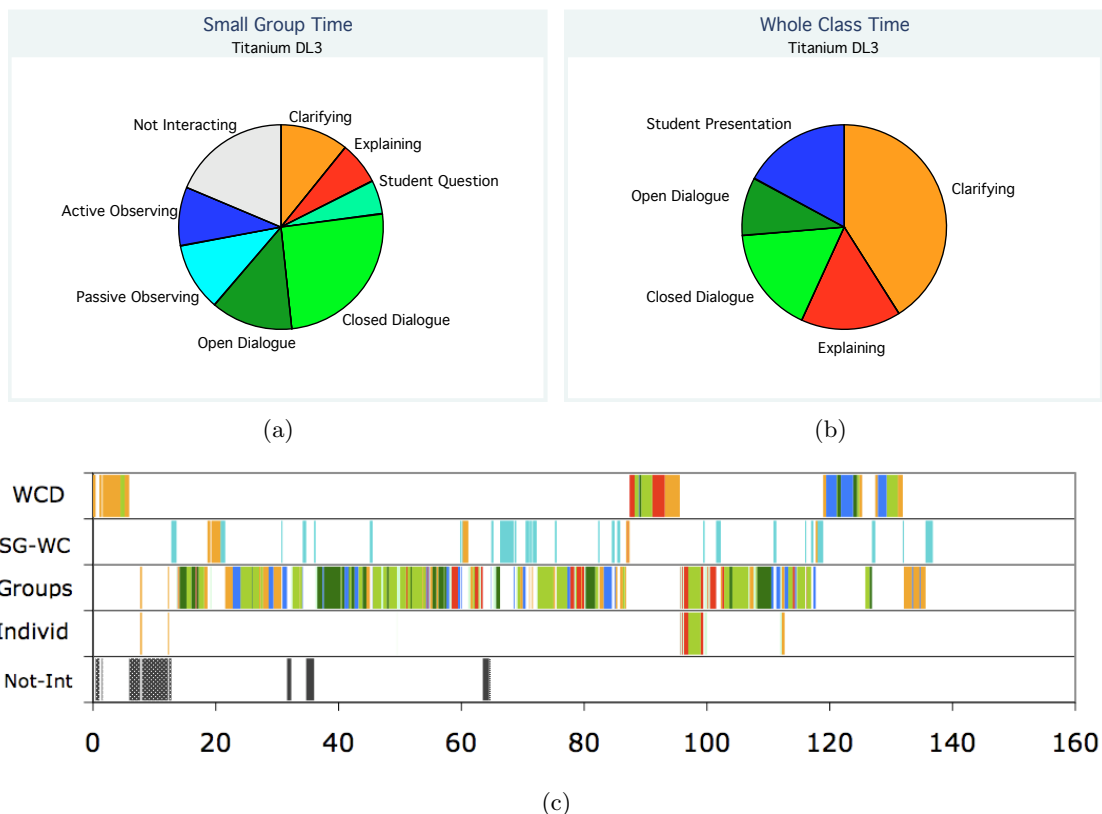 Small Group Time
Titanium DL3
Not Interacting
Clarifying
Explaining
Student Question
Active Observing
Passive Observing
Closed Dialogue
Open Dialogue
(a)
Whole Class Time
Titanium DL3
Student Presentation
Clarifying
Open Dialogue
Closed Dialogue
Explaining
(b)
WCD
SG-WC
Groups
ndivid
Not-Int
0 20 40 60 80 100 120 140 160
(c)